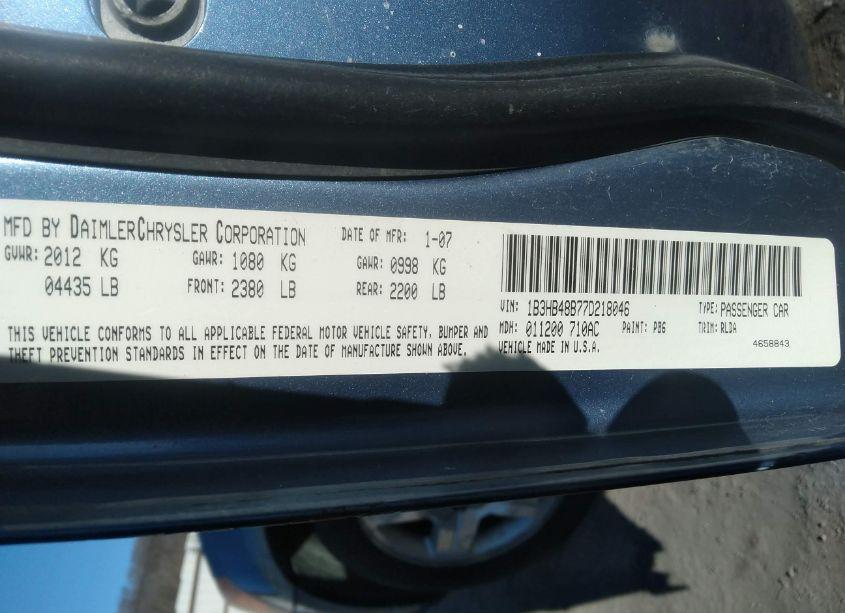 MFD BY DAIMLERCHRYSLER CORPORATION DATE OF MFR: 1-07
GVWR: 2012 KG GAWR: 1080 KG GAWR: 0998 KG
04435 LB FRONT: 2380 LB REAR: 2200 LB
THIS VEHICLE CONFORMS TO ALL APPLICABLE FEDERAL MOTOR VEHICLE SAFETY, BUMPER AND
THEFT PREVENTION STANDARDS IN EFFECT ON THE DATE OF MANUFACTURE SHOWN ABOVE.
VIN: 1B3HB48B77D218046 TYPE: PASSENGER CAR
MDH: 011200 710AC PAINT: PB6 TRIM: RLDA
VEHICLE MADE IN U.S.A. 4658843